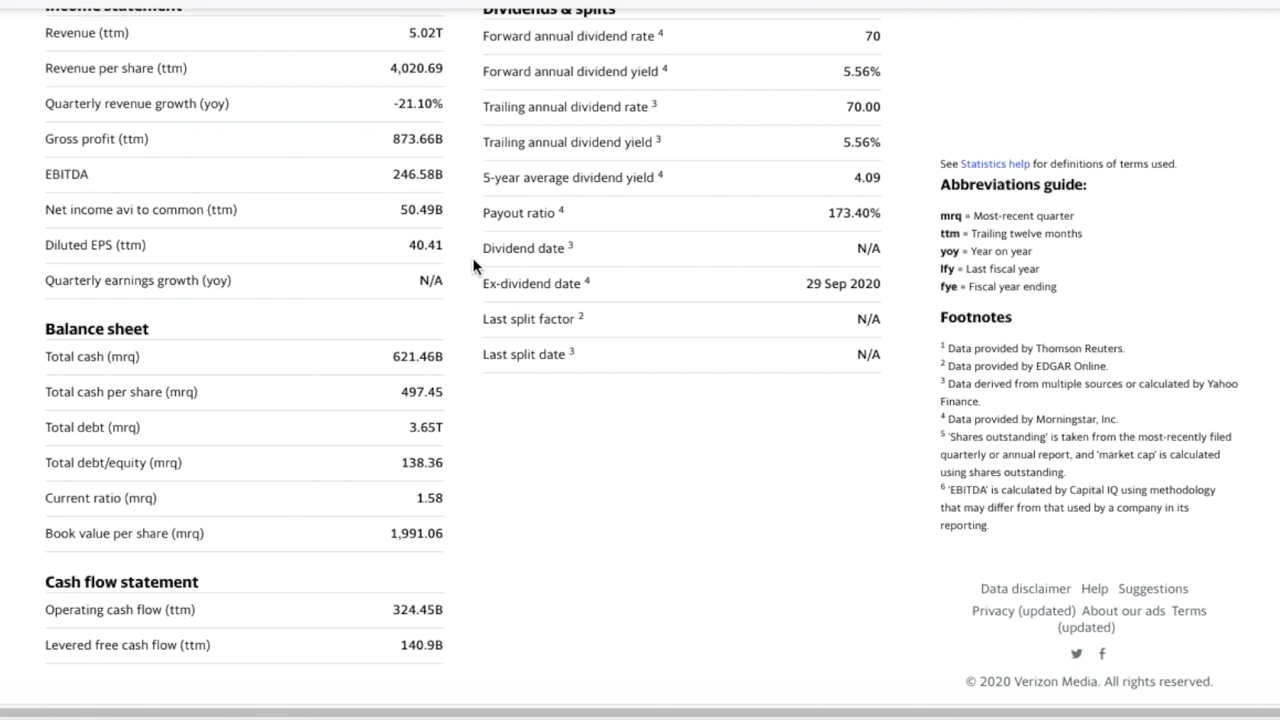 Income statement
Revenue (ttm) 5.02T
Revenue per share (ttm) 4,020.69
Quarterly revenue growth (yoy) -21.10%
Gross profit (ttm) 873.66B
EBITDA 246.58B
Net income avi to common (ttm) 50.49B
Diluted EPS (ttm) 40.41
Quarterly earnings growth (yoy) N/A
Balance sheet
Total cash (mrq) 621.46B
Total cash per share (mrq) 497.45
Total debt (mrq) 3.65T
Total debt/equity (mrq) 138.36
Current ratio (mrq) 1.58
Book value per share (mrq) 1,991.06
Cash flow statement
Operating cash flow (ttm) 324.45B
Levered free cash flow (ttm) 140.9B
Dividends & splits
Forward annual dividend rate 4 70
Forward annual dividend yield 4 5.56%
Trailing annual dividend rate 3 70.00
Trailing annual dividend yield 3 5.56%
5-year average dividend yield 4 4.09
Payout ratio 4 173.40%
Dividend date 3 N/A
Ex-dividend date 4 29 Sep 2020
Last split factor 2 N/A
Last split date 3 N/A
See Statistics help for definitions of terms used.
Abbreviations guide:
mrq = Most-recent quarter
ttm = Trailing twelve months
yoy = Year on year
lfy = Last fiscal year
fye = Fiscal year ending
Footnotes
1 Data provided by Thomson Reuters.
2 Data provided by EDGAR Online.
3 Data derived from multiple sources or calculated by Yahoo
Finance.
4 Data provided by Morningstar, Inc.
5 'Shares outstanding' is taken from the most-recently filed
quarterly or annual report, and 'market cap' is calculated
using shares outstanding.
6 'EBITDA' is calculated by Capital IQ using methodology
that may differ from that used by a company in its
reporting.
Data disclaimer Help Suggestions
Privacy (updated) About our ads Terms
(updated)
© 2020 Verizon Media. All rights reserved.